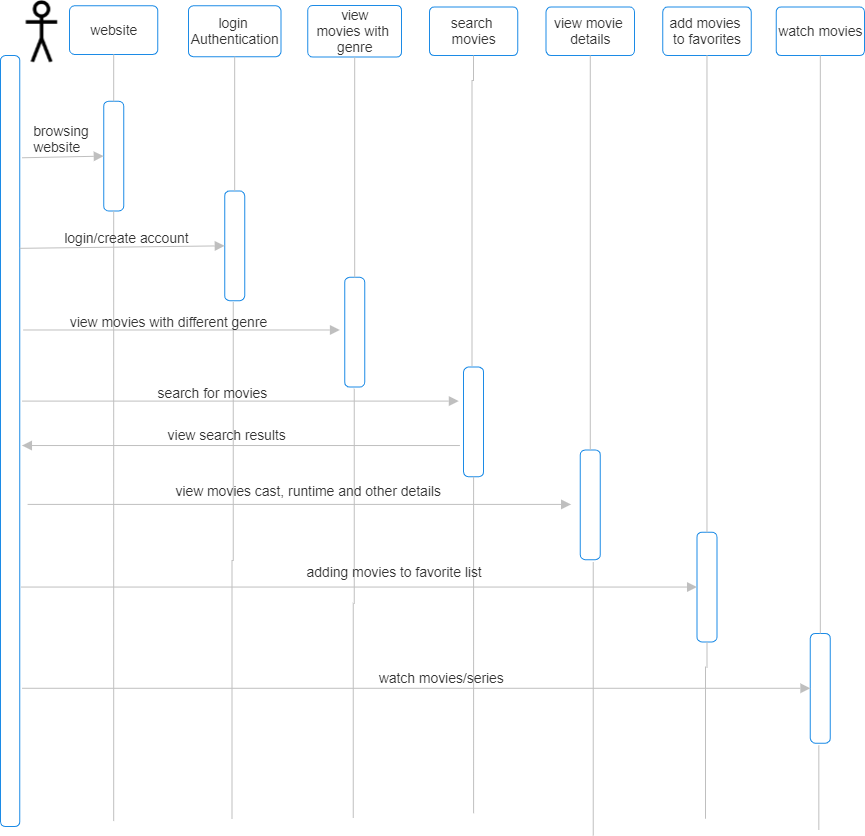 website
login
Authentication
view
movies with
genre
search
movies
view movie
details
add movies
to favorites
watch movies
browsing
website
login/create account
view movies with different genre
search for movies
view search results
view movies cast, runtime and other details
adding movies to favorite list
watch movies/series